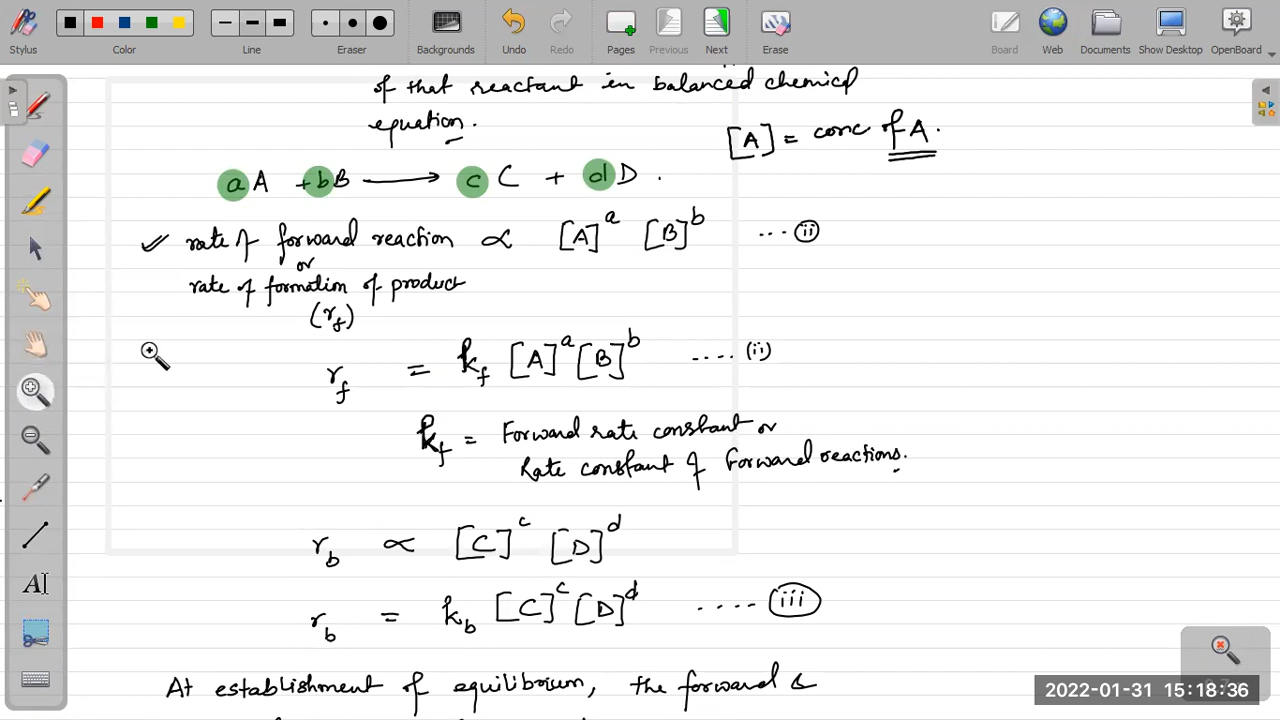 Stylus Color Line Eraser Backgrounds Undo Redo Pages Previous Next Erase Board Web Documents Show Desktop OpenBoard
of that reactant in balanced chemical
equation.
[A] = conc of A.
aA + bB ⟶ cC + dD .
✓ rate of forward reaction ∝ [A]^a [B]^b ... (ii)
or
rate of formation of product
(r_f)
r_f = k_f [A]^a [B]^b .... (ii)
k_f = Forward rate constant or
Rate constant of Forward reactions.
r_b ∝ [C]^c [D]^d
r_b = k_b [C]^c [D]^d .... (iii)
At establishment of equilibrium, the forward &
2022-01-31 15:18:36